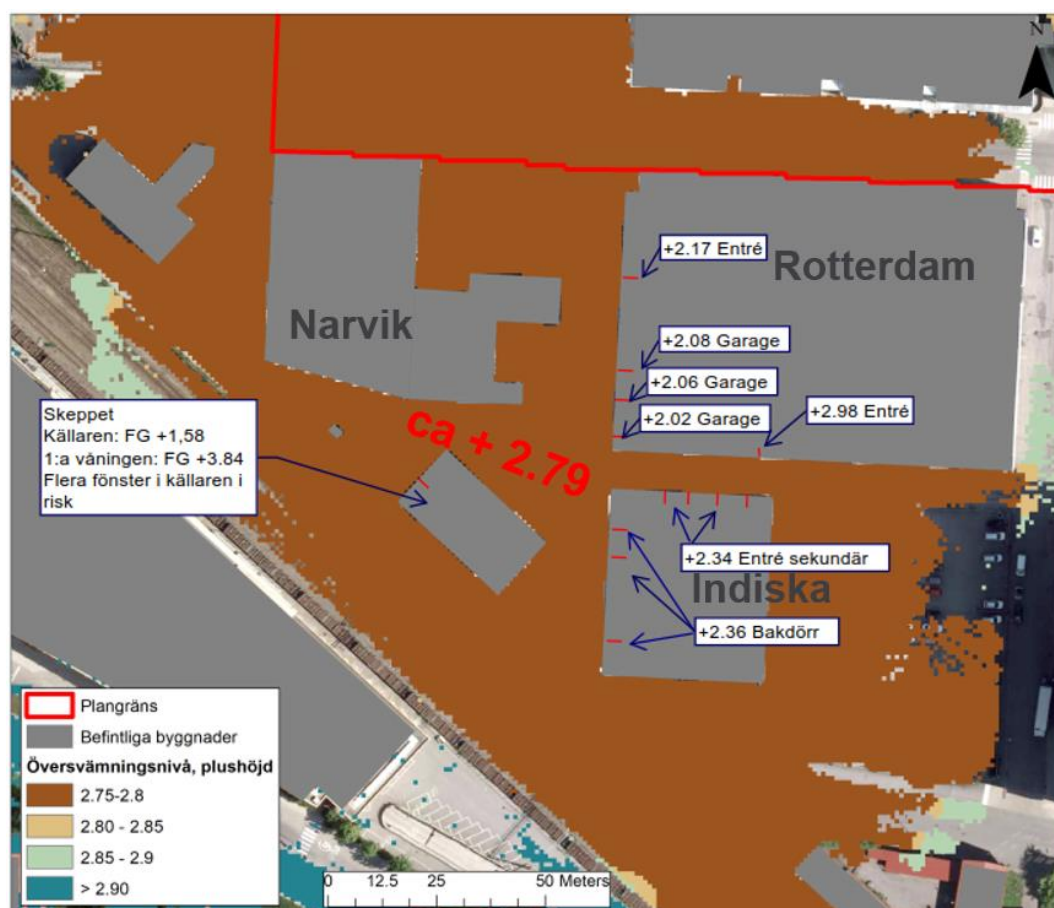 N
+2.17 Entré
Rotterdam
Narvik
+2.08 Garage
+2.06 Garage
+2.02 Garage
+2.98 Entré
Skeppet
Källaren: FG +1,58
1:a våningen: FG +3.84
Flera fönster i källaren i
risk
ca + 2.79
+2.34 Entré sekundär
Indiska
+2.36 Bakdörr
Plangräns
Befintliga byggnader
Översvämningsnivå, plushöjd
2.75-2.8
2.80 - 2.85
2.85 - 2.9
> 2.90
0 12.5 25 50 Meters